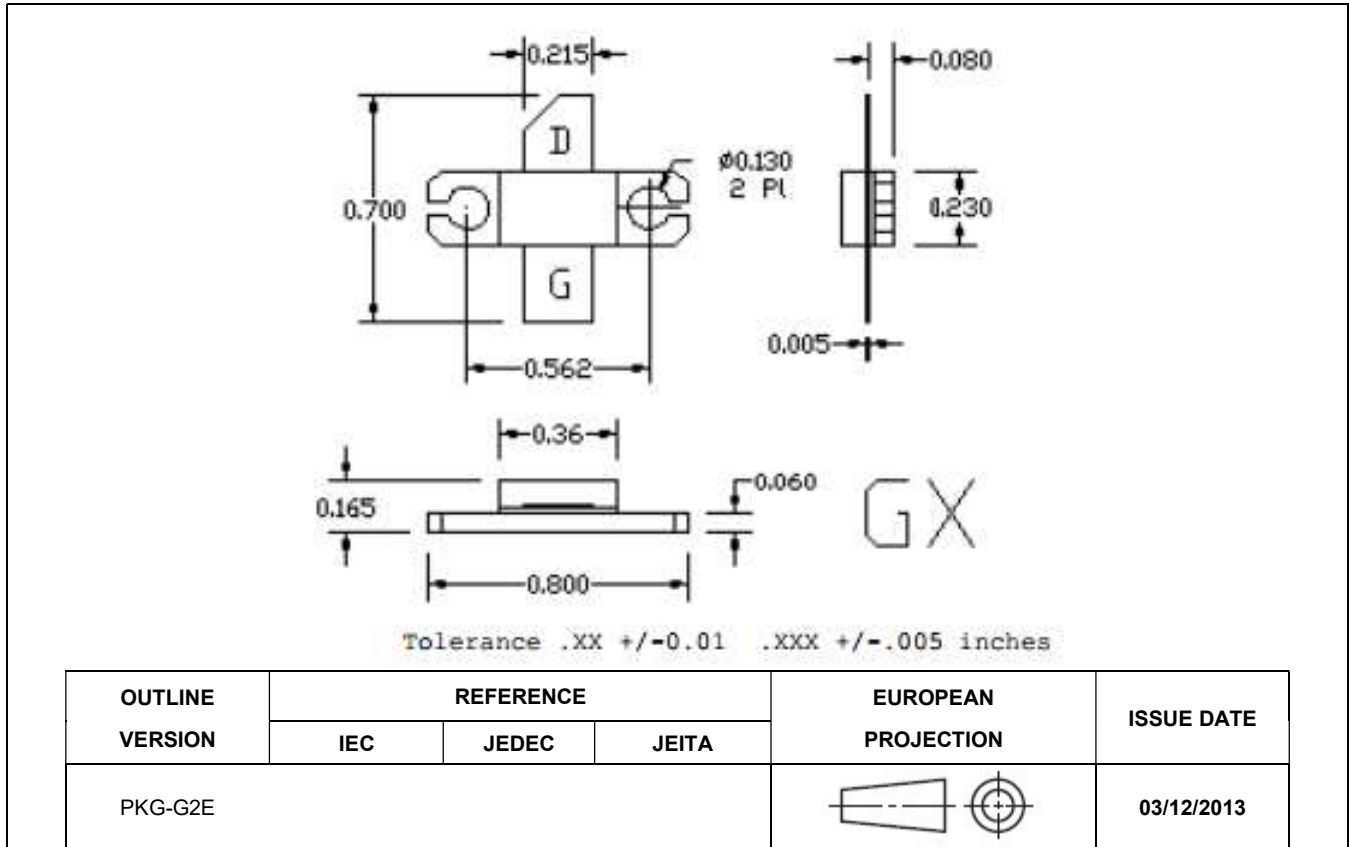 0.215
0.080
D
ø0.130
2 Pl
0.700
0.230
G
0.005
0.562
0.36
0.060
0.165
GX
0.800
Tolerance .XX +/-0.01 .XXX +/-.005 inches
OUTLINE VERSION
REFERENCE
EUROPEAN PROJECTION
ISSUE DATE
IEC
JEDEC
JEITA
PKG-G2E
03/12/2013